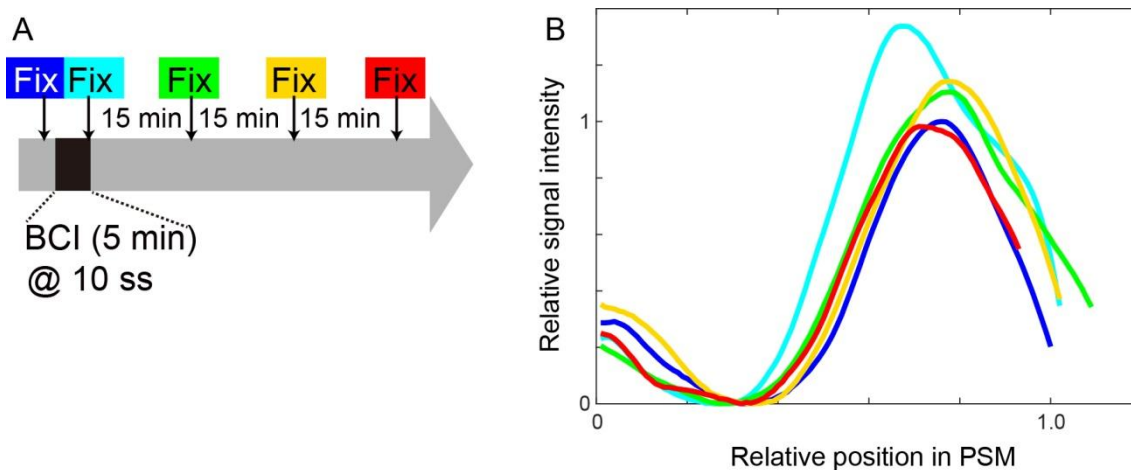 A
Fix Fix Fix Fix Fix
15 min 15 min 15 min
BCI (5 min)
@ 10 ss
B
Relative signal intensity
1
0
0 1.0
Relative position in PSM